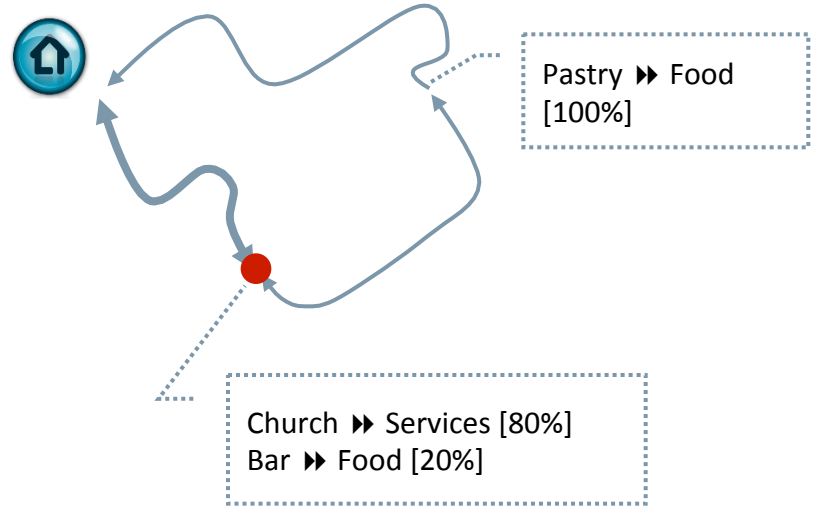 Pastry ▸▸ Food
[100%]
Church ▸▸ Services [80%]
Bar ▸▸ Food [20%]